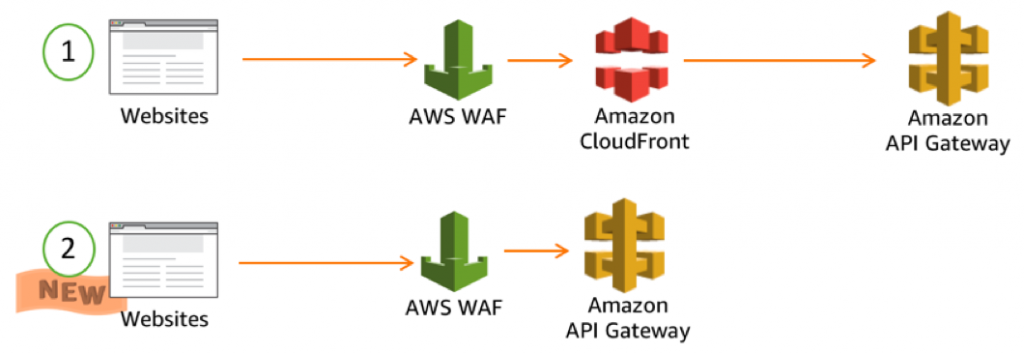 1
Websites
AWS WAF
Amazon
CloudFront
Amazon
API Gateway
2
NEW
Websites
AWS WAF
Amazon
API Gateway